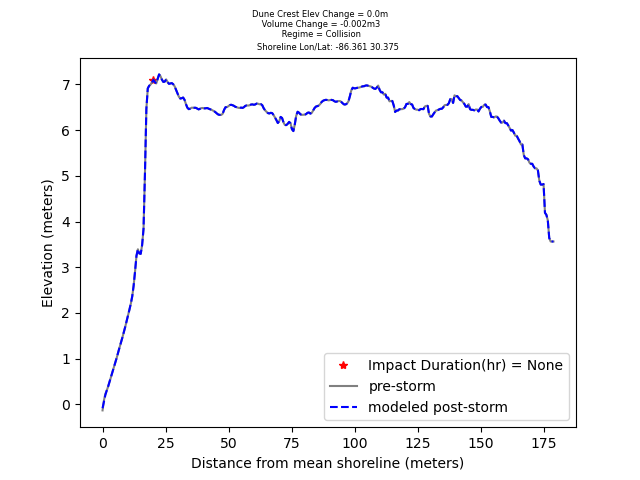 Dune Crest Elev Change = 0.0m
Volume Change = -0.002m3
Regime = Collision
Shoreline Lon/Lat: -86.361 30.375
7
6
5
4
3
2
1
0
Elevation (meters)
Impact Duration(hr) = None
pre-storm
modeled post-storm
0 25 50 75 100 125 150 175
Distance from mean shoreline (meters)